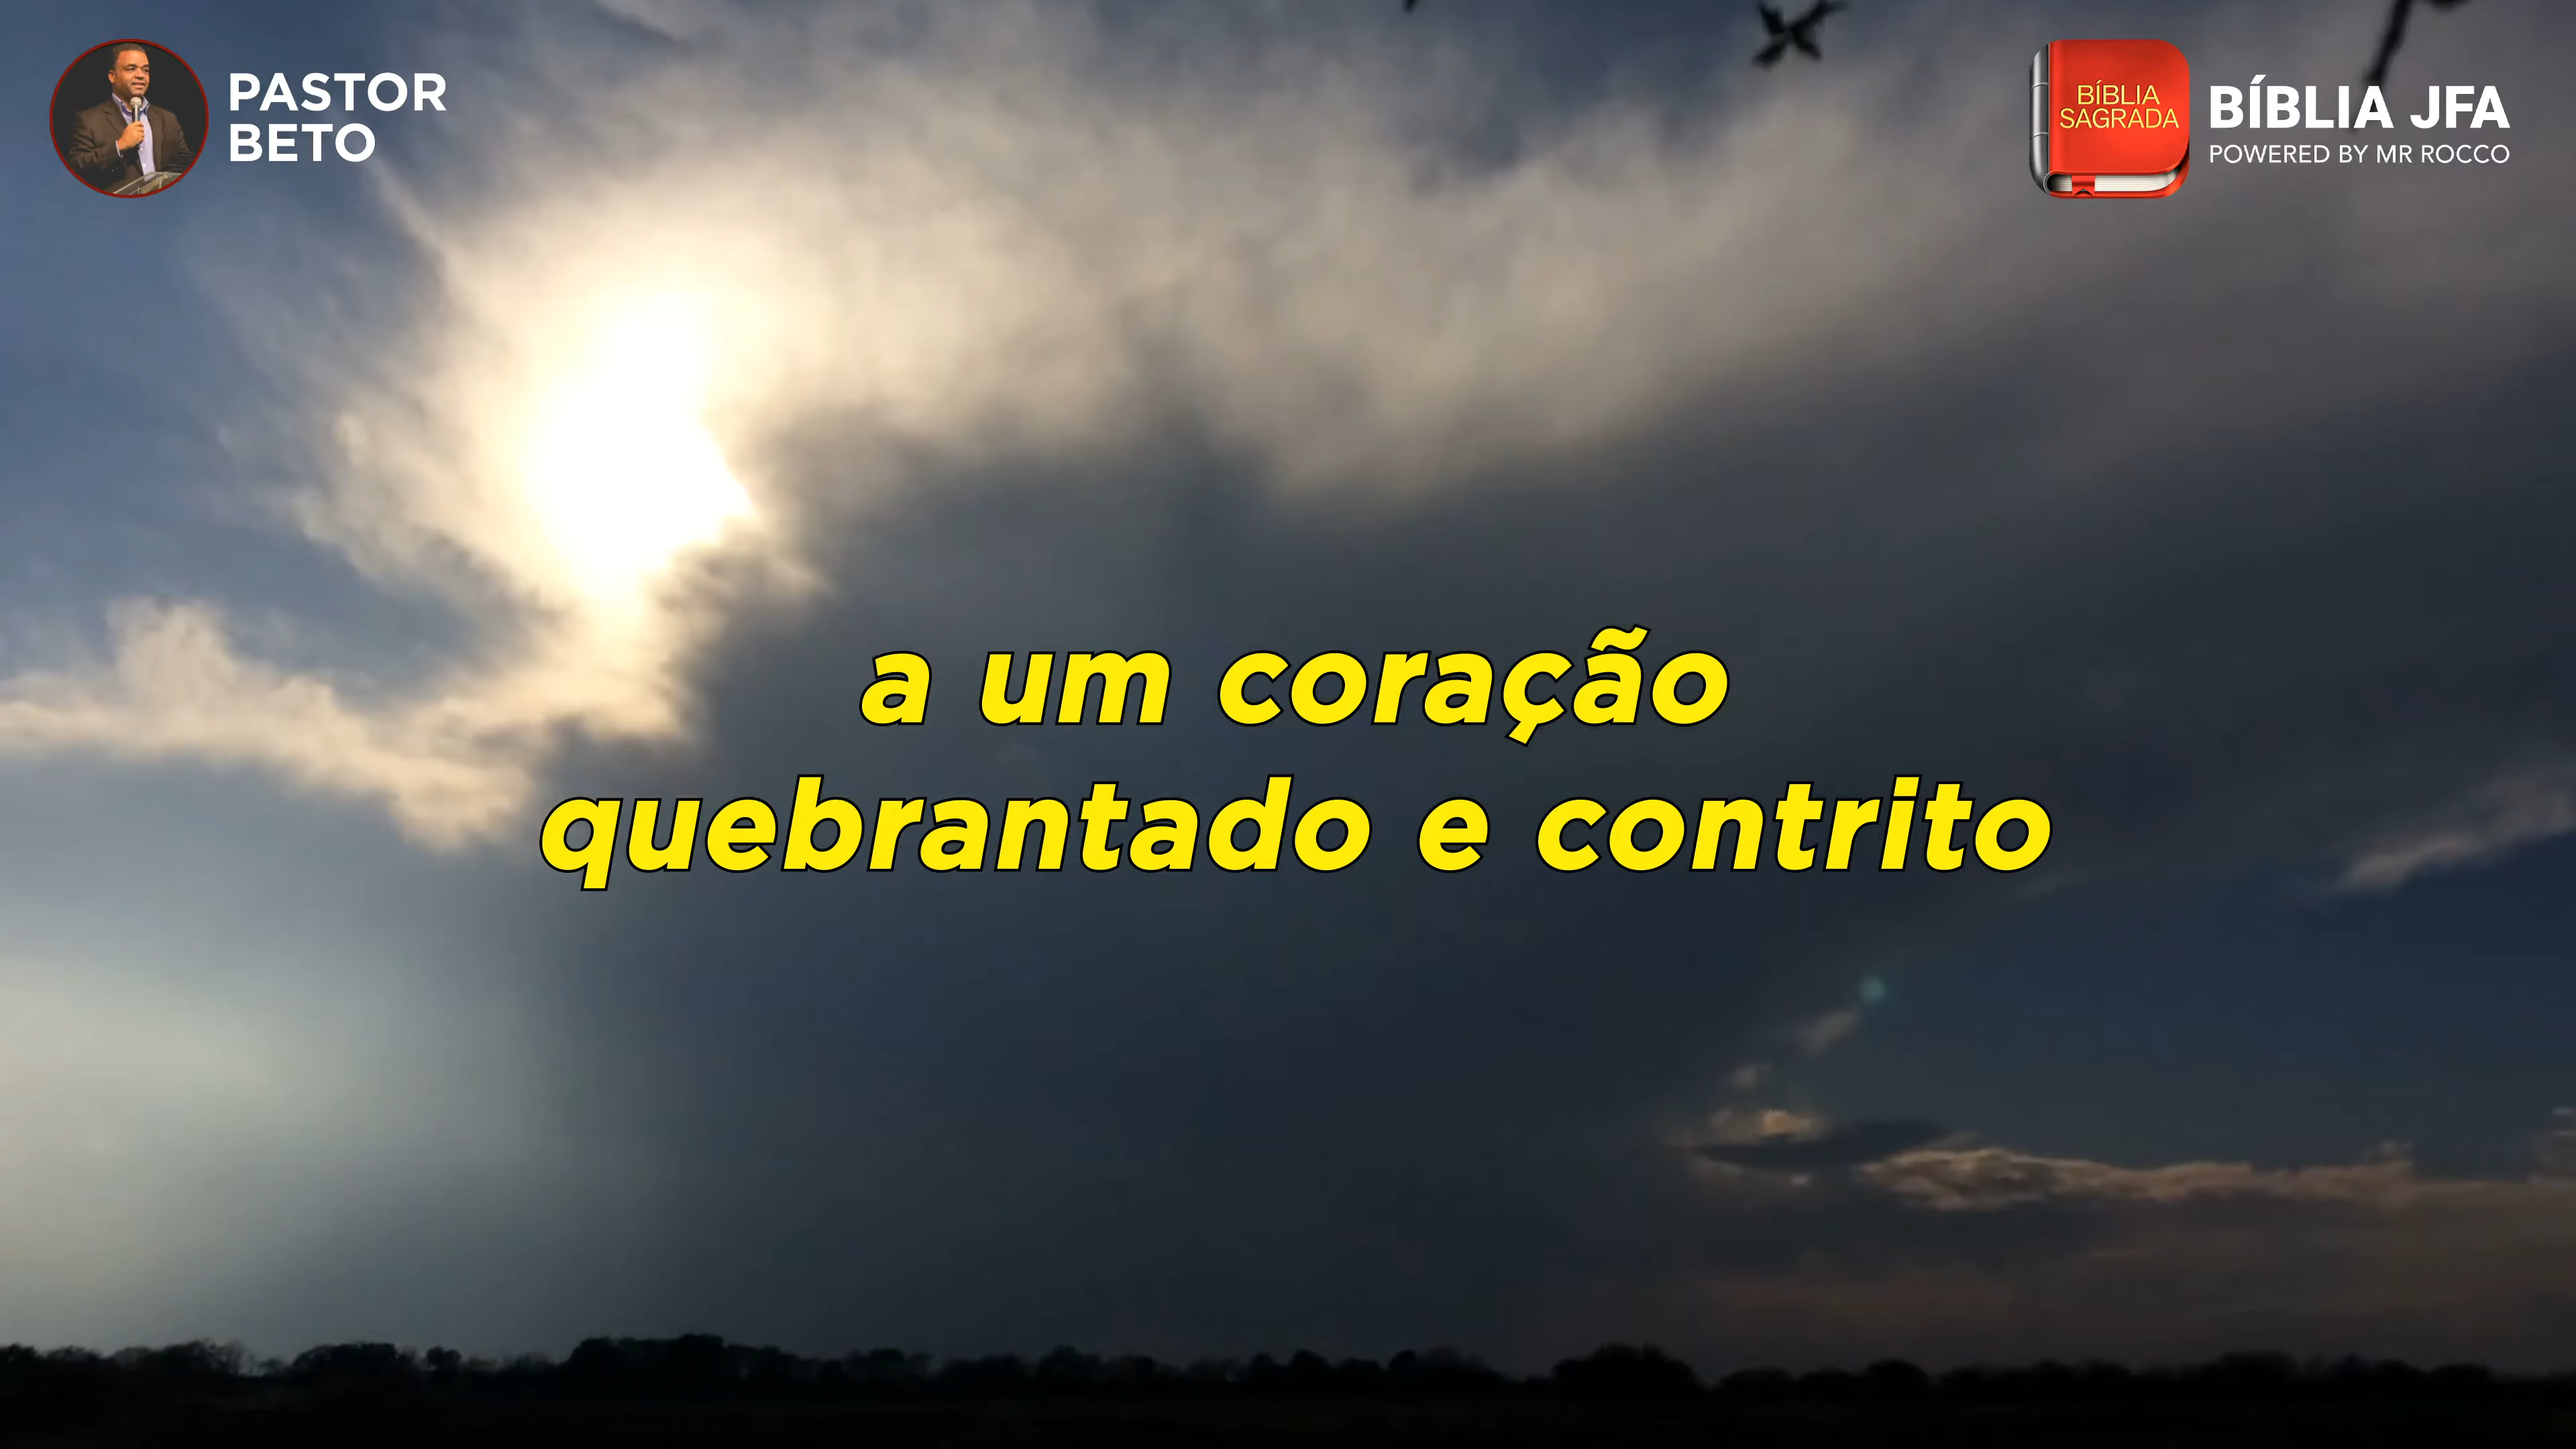 PASTOR
BETO
BÍBLIA
SAGRADA
BÍBLIA JFA
POWERED BY MR ROCCO
a um coração
quebrantado e contrito